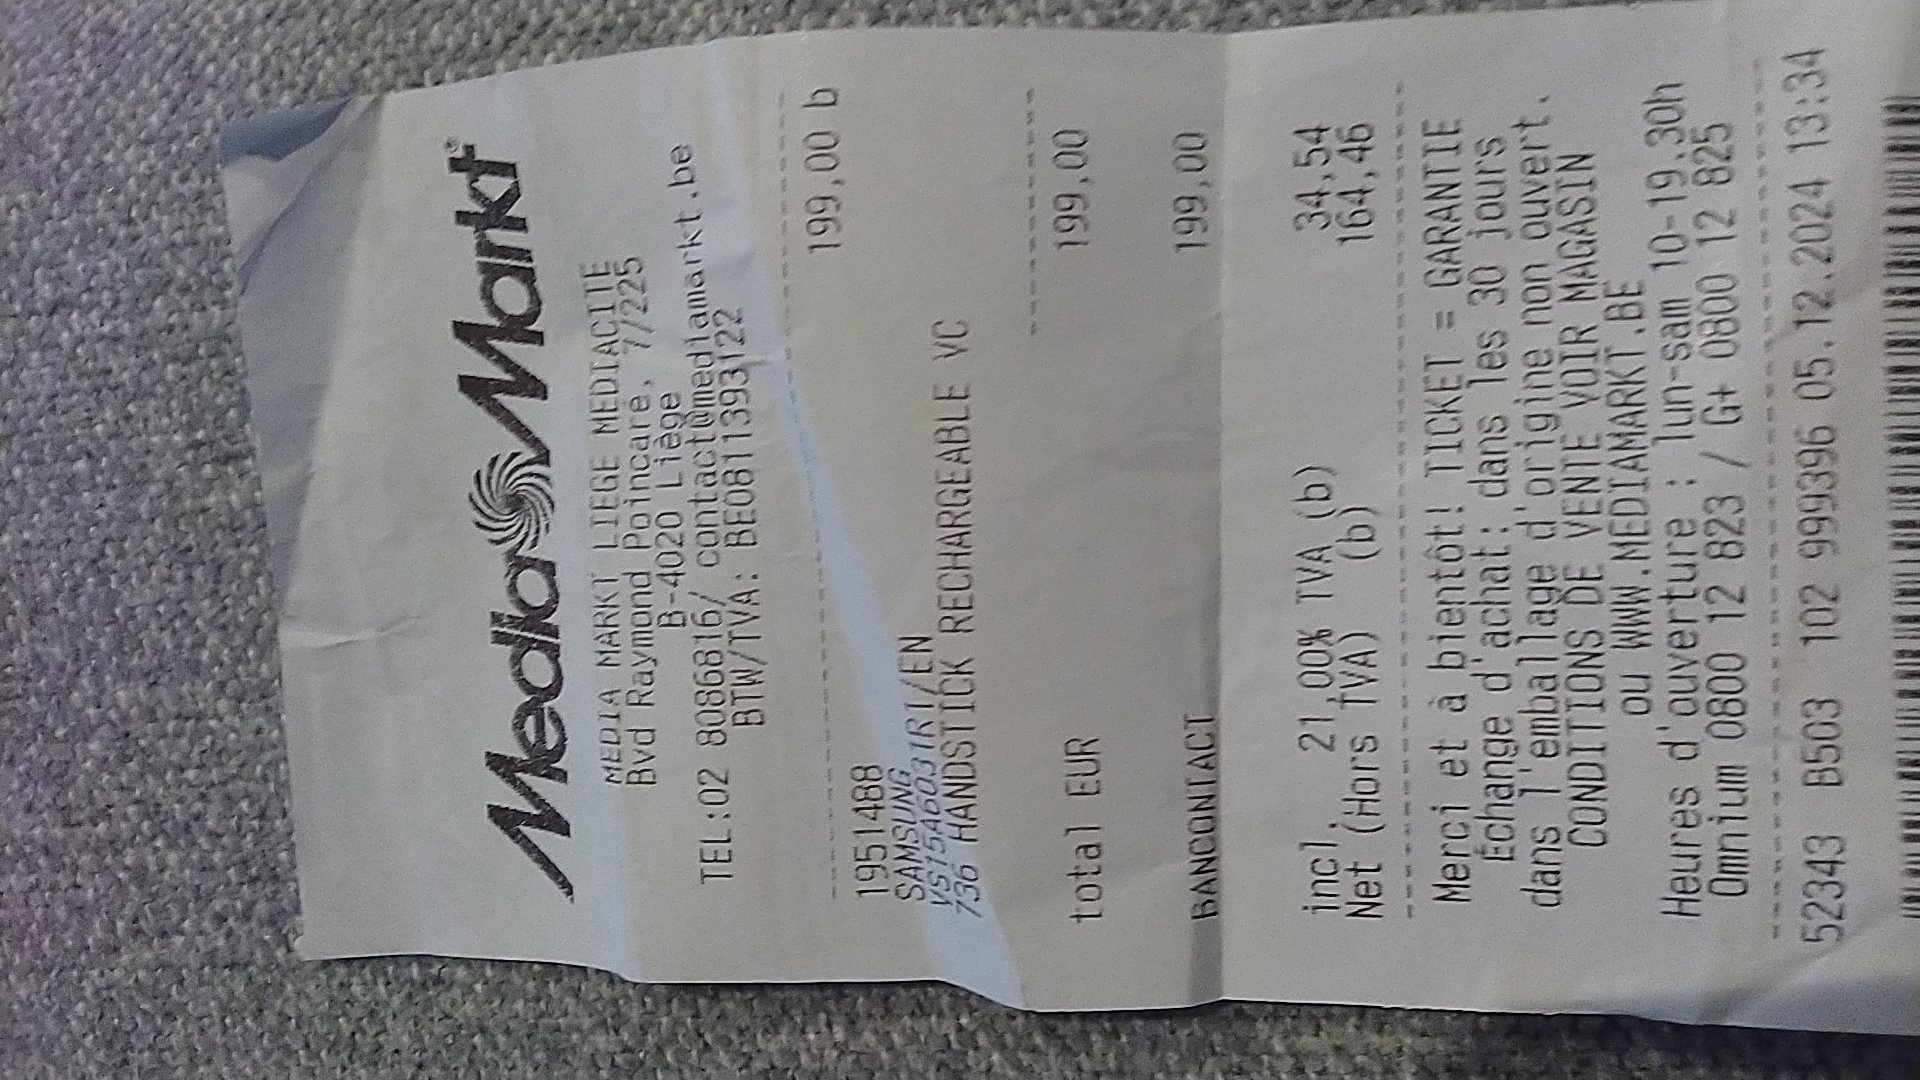 Media Markt®
MEDIA MARKT LIEGE MEDIACITE
Bvd Raymond Poincare, 7/225
B-4020 Liège
TEL:02 8086816/ contact@mediamarkt.be
BTW/TVA: BE0811393122
199,00 b
1951488
SAMSUNG
VS15A6031R1/EN
736 HANDSTICK RECHARGEABLE VC
total EUR 199,00
BANCONTACT 199,00
incl. 21,00% TVA (b) 34,54
Net (Hors TVA) (b) 164,46
Merci et à bientôt! TICKET = GARANTIE
Échange d'achat: dans les 30 jours
dans l'emballage d'origine non ouvert.
CONDITIONS DE VENTE VOIR MAGASIN
ou WWW.MEDIAMARKT.BE
Heures d'ouverture : lun-sam 10-19.30h
Omnium 0800 12 823 / G+ 0800 12 825
52343 B503 102 999396 05.12.2024 13:34